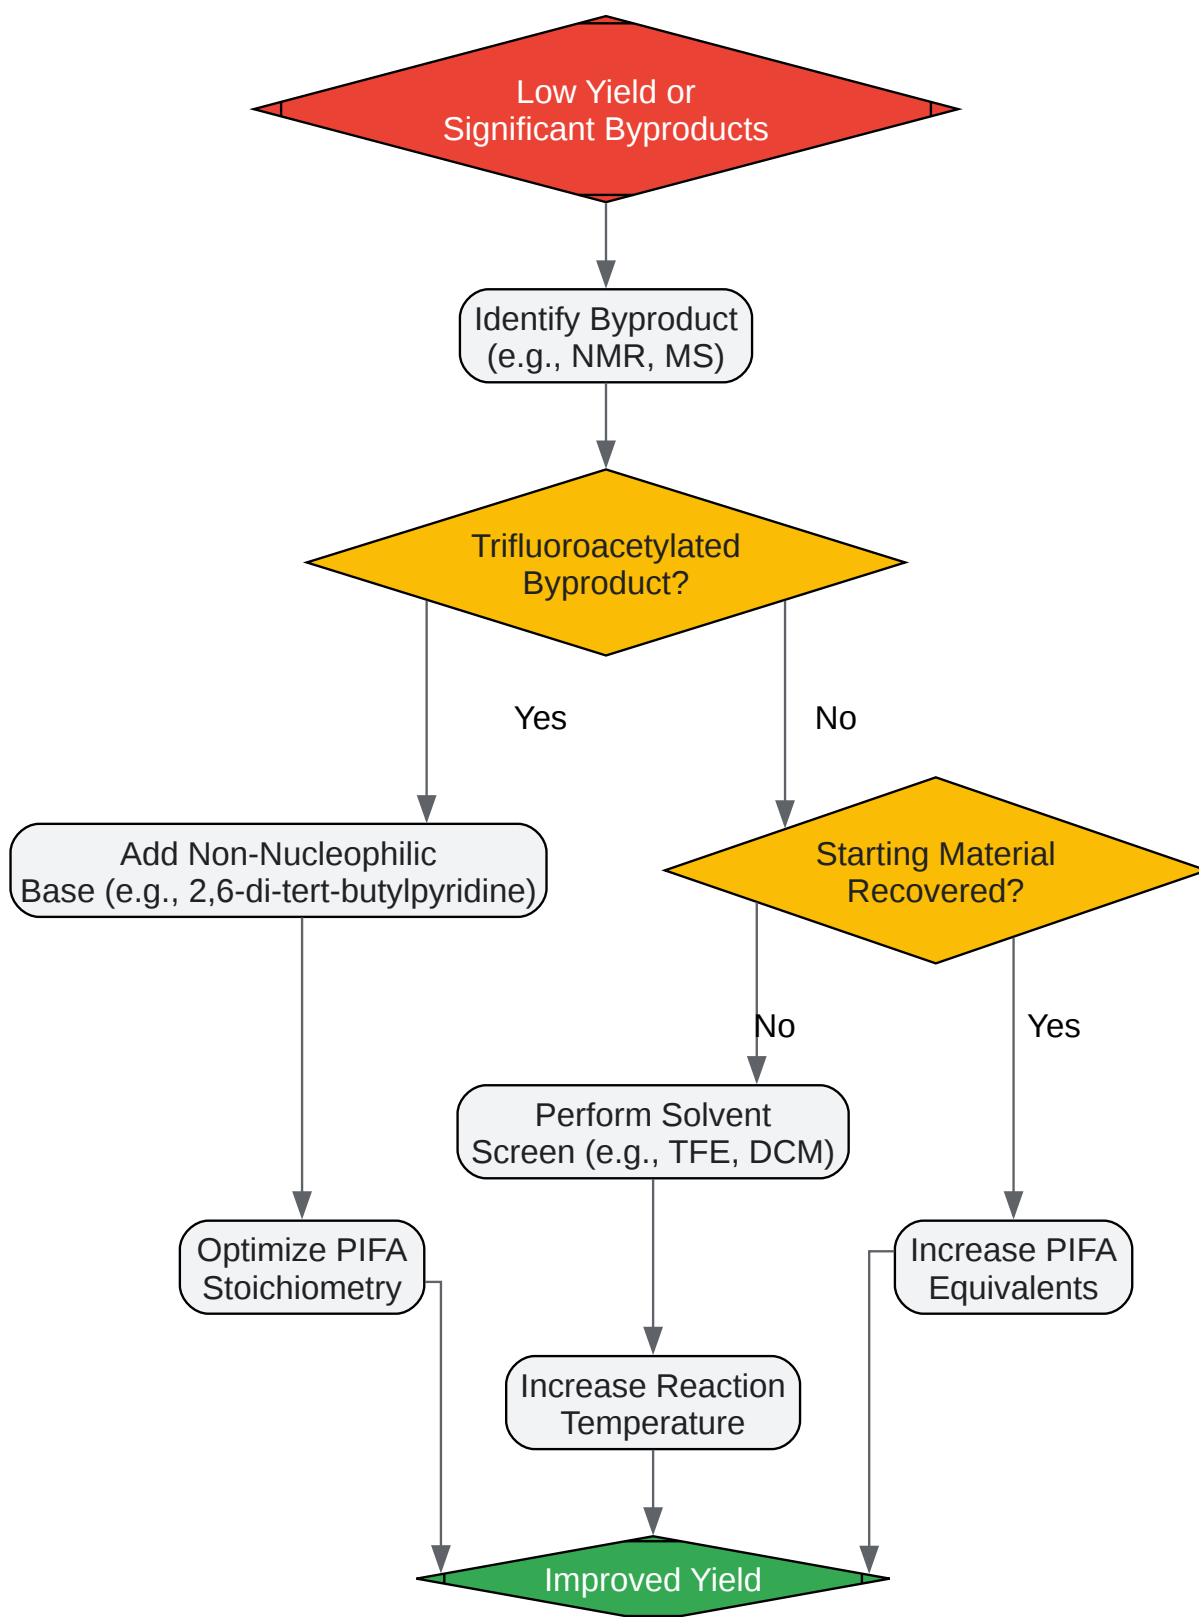 Low Yield or
Significant Byproducts
Identify Byproduct
(e.g., NMR, MS)
Trifluoroacetylated
Byproduct?
Yes
No
Add Non-Nucleophilic
Base (e.g., 2,6-di-tert-butylpyridine)
Starting Material
Recovered?
No
Yes
Perform Solvent
Screen (e.g., TFE, DCM)
Optimize PIFA
Stoichiometry
Increase PIFA
Equivalents
Increase Reaction
Temperature
Improved Yield